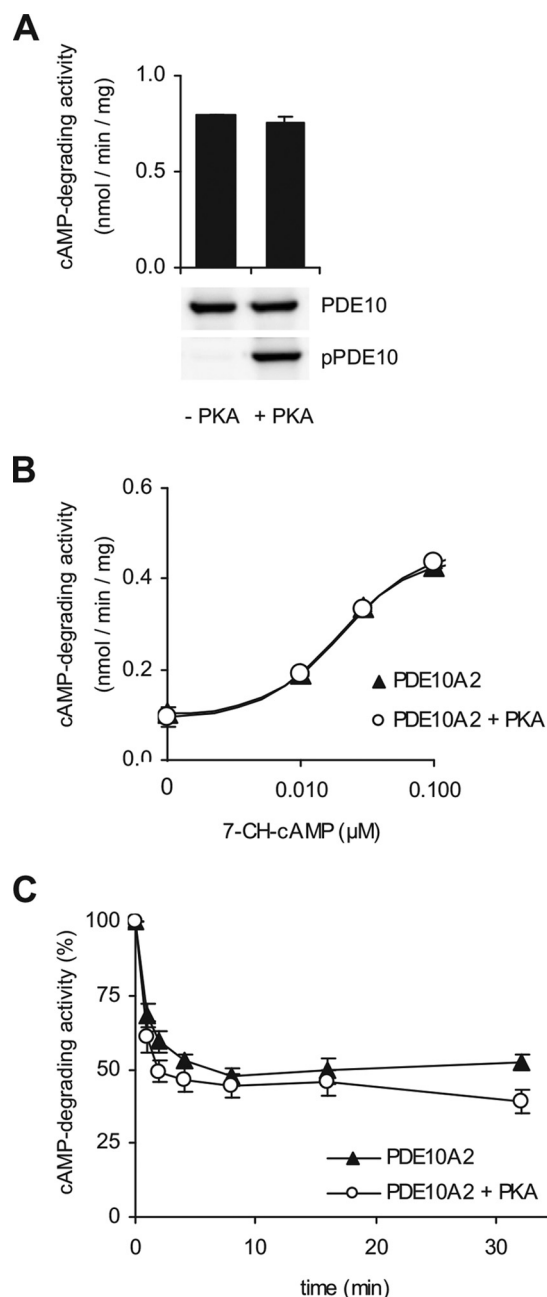 A
cAMP-degrading activity
(nmol / min / mg)
1.0
0.5
0.0
PDE10
pPDE10
- PKA + PKA
B
cAMP-degrading activity
(nmol / min / mg)
0.6
0.4
0.2
0.0
PDE10A2
PDE10A2 + PKA
0 0.010 0.100
7-CH-cAMP (µM)
C
cAMP-degrading activity (%)
100
75
50
25
0
PDE10A2
PDE10A2 + PKA
0 10 20 30
time (min)